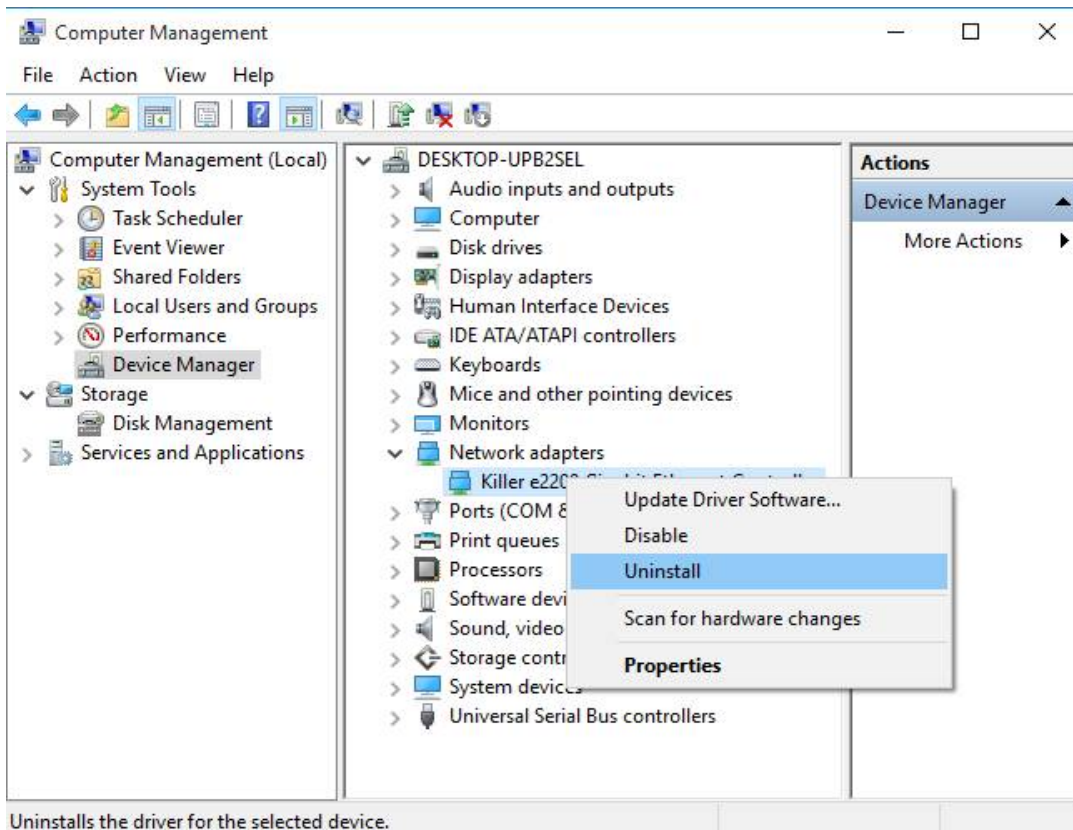 Computer Management
File Action View Help
Computer Management (Local)
System Tools
Task Scheduler
Event Viewer
Shared Folders
Local Users and Groups
Performance
Device Manager
Storage
Disk Management
Services and Applications
DESKTOP-UPB2SEL
Audio inputs and outputs
Computer
Disk drives
Display adapters
Human Interface Devices
IDE ATA/ATAPI controllers
Keyboards
Mice and other pointing devices
Monitors
Network adapters
Killer
Ports (COM &
Print queues
Processors
Software devi
Sound, video
Storage contr
System devices
Universal Serial Bus controllers
Update Driver Software...
Disable
Uninstall
Scan for hardware changes
Properties
Actions
Device Manager
More Actions
Uninstalls the driver for the selected device.